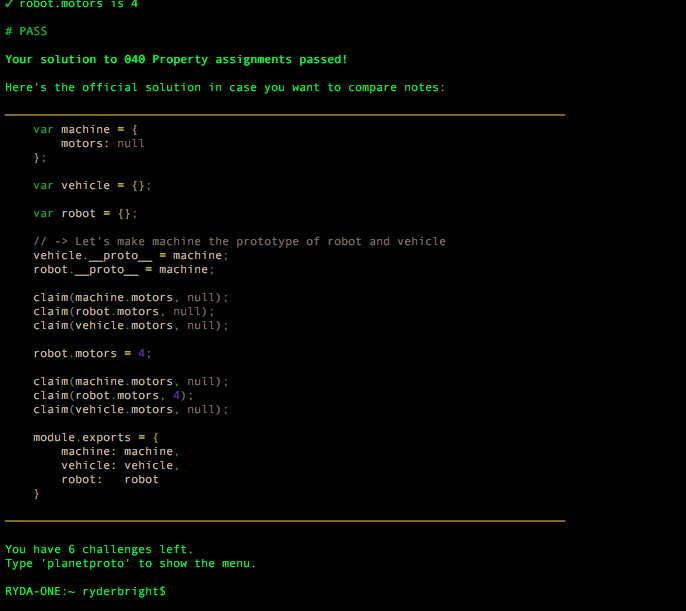 ✓ robot.motors is 4
# PASS
Your solution to 040 Property assignments passed!
Here's the official solution in case you want to compare notes:
var machine = {
motors: null
};
var vehicle = {};
var robot = {};
// -> Let's make machine the prototype of robot and vehicle
vehicle.__proto__ = machine;
robot.__proto__ = machine;
claim(machine.motors, null);
claim(robot.motors, null);
claim(vehicle.motors, null);
robot.motors = 4;
claim(machine.motors, null);
claim(robot.motors, 4);
claim(vehicle.motors, null);
module.exports = {
machine: machine,
vehicle: vehicle,
robot:   robot
}
You have 6 challenges left.
Type 'planetproto' to show the menu.
RYDA-ONE:~ ryderbright$